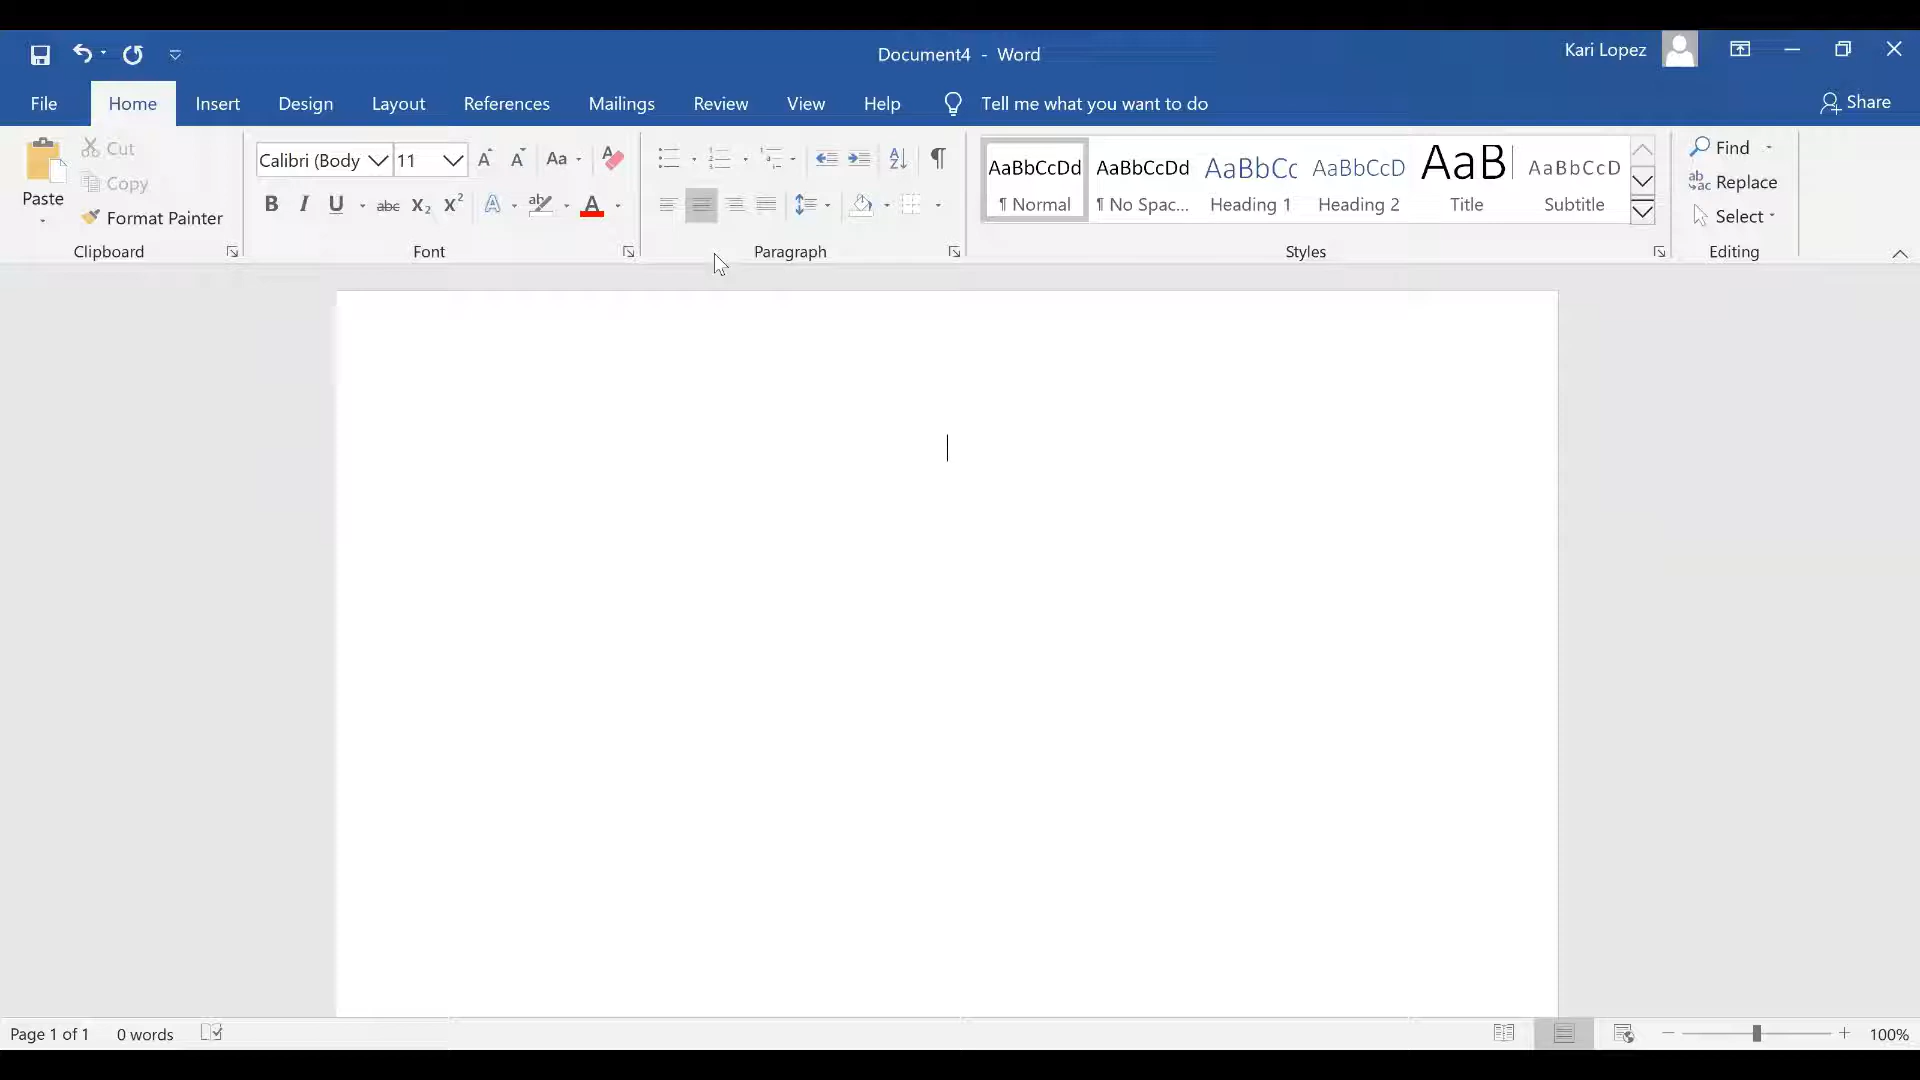 Document4 - Word
Kari Lopez
File Home Insert Design Layout References Mailings Review View Help Tell me what you want to do Share
Paste
Cut
Copy
Format Painter
Clipboard
Calibri (Body 11
Aa
B I U abc X₂ X² A ab A
Font
Paragraph
AaBbCcDd AaBbCcDd AaBbCc AaBbCcD AaB AaBbCcD
¶ Normal ¶ No Spac... Heading 1 Heading 2 Title Subtitle
Styles
Find
Replace
Select
Editing
Page 1 of 1 0 words 100%